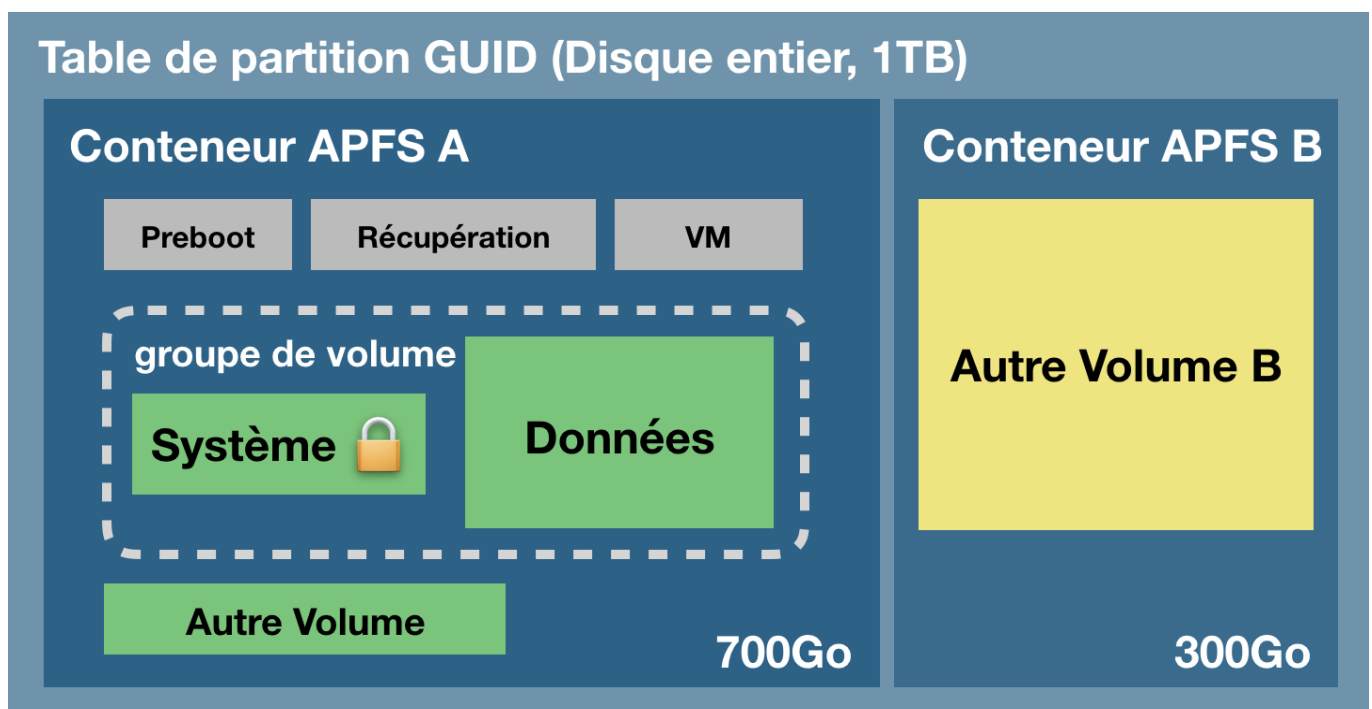 Table de partition GUID (Disque entier, 1TB)
Conteneur APFS A
Preboot
Récupération
VM
groupe de volume
Système
Données
Autre Volume
700Go
Conteneur APFS B
Autre Volume B
300Go